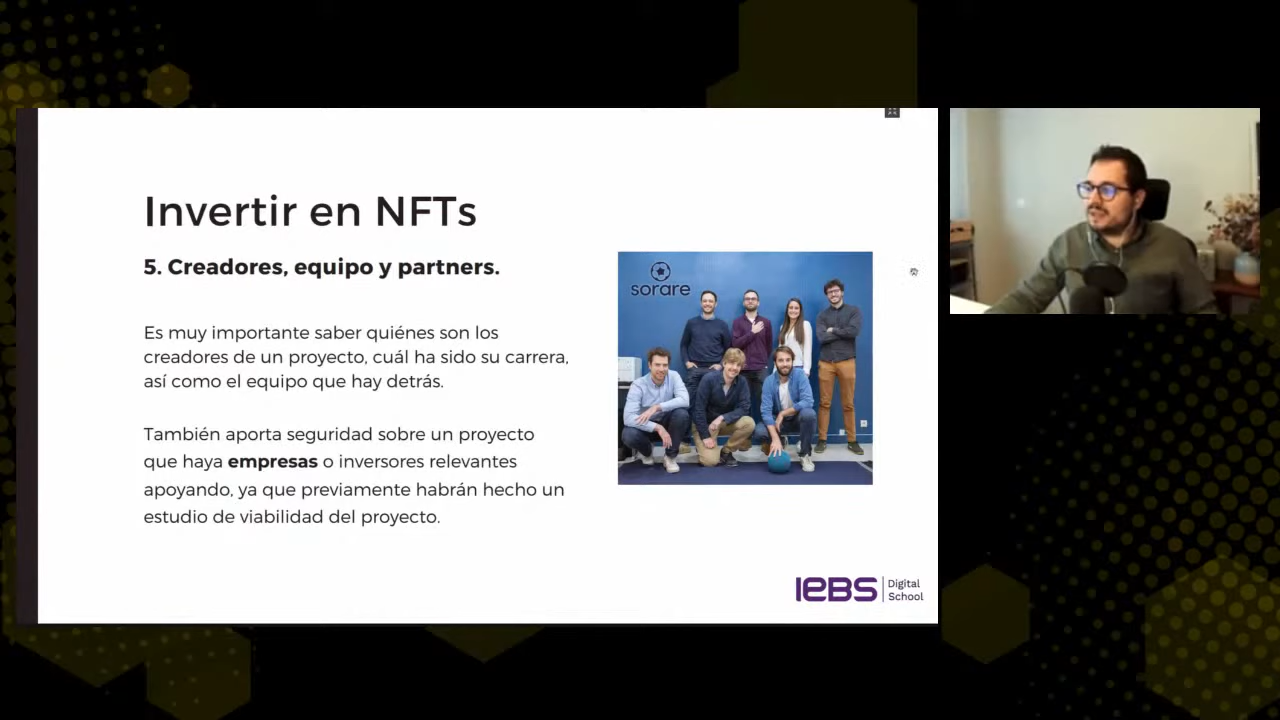 Invertir en NFTs
5. Creadores, equipo y partners.
Es muy importante saber quiénes son los
creadores de un proyecto, cuál ha sido su carrera,
así como el equipo que hay detrás.
También aporta seguridad sobre un proyecto
que haya empresas o inversores relevantes
apoyando, ya que previamente habrán hecho un
estudio de viabilidad del proyecto.
sorare
IEBS Digital
School